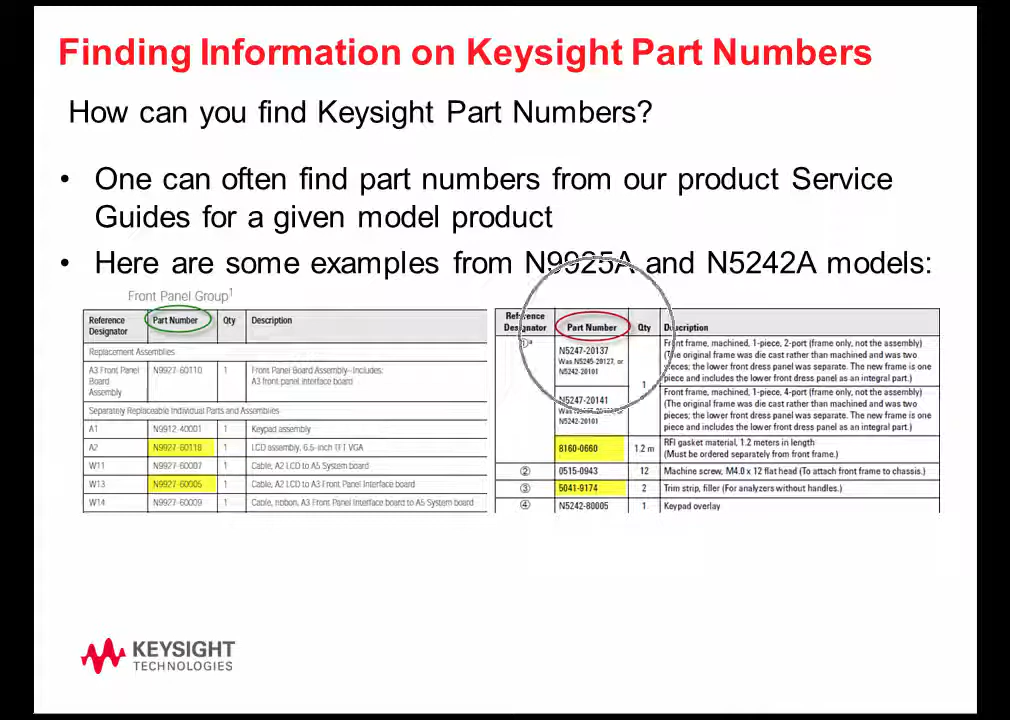 Finding Information on Keysight Part Numbers
How can you find Keysight Part Numbers?
• One can often find part numbers from our product Service
Guides for a given model product
• Here are some examples from N9925A and N5242A models:
Front Panel Group1
Reference Designator Part Number Qty Description
Replacement Assemblies
A3 Front Panel Board Assembly N9927-60110 1 Front Panel Board Assembly--Includes:
A3 front panel interface board
Separately Replaceable Individual Parts and Assemblies
A1 N9912-40001 1 Keypad assembly
A2 N9927-60118 1 LCD assembly, 6.5-inch TFT VGA
W11 N9927-60007 1 Cable, A2 LCD to A5 System board
W13 N9927-60005 1 Cable, A2 LCD to A3 Front Panel Interface board
W14 N9927-60009 1 Cable, ribbon, A3 Front Panel Interface board to A5 System board
Reference Designator Part Number Qty Description
①a N5247-20137 1 Front frame, machined, 1-piece, 2-port (frame only, not the assembly)
Was N5245-20127, or N5242-20101
(The original frame was die cast rather than machined and was two
pieces; the lower front dress panel was separate. The new frame is one
piece and includes the lower front dress panel as an integral part.)
N5247-20141 Front frame, machined, 1-piece, 4-port (frame only, not the assembly)
Was or N5242-20101
(The original frame was die cast rather than machined and was two
pieces; the lower front dress panel was separate. The new frame is one
piece and includes the lower front dress panel as an integral part.)
8160-0660 1.2 m RFI gasket material, 1.2 meters in length
(Must be ordered separately from front frame.)
② 0515-0943 12 Machine screw, M4.0 x 12 flat head (To attach front frame to chassis.)
③ 5041-9174 2 Trim strip, filler (For analyzers without handles.)
④ N5242-80005 1 Keypad overlay
KEYSIGHT
TECHNOLOGIES